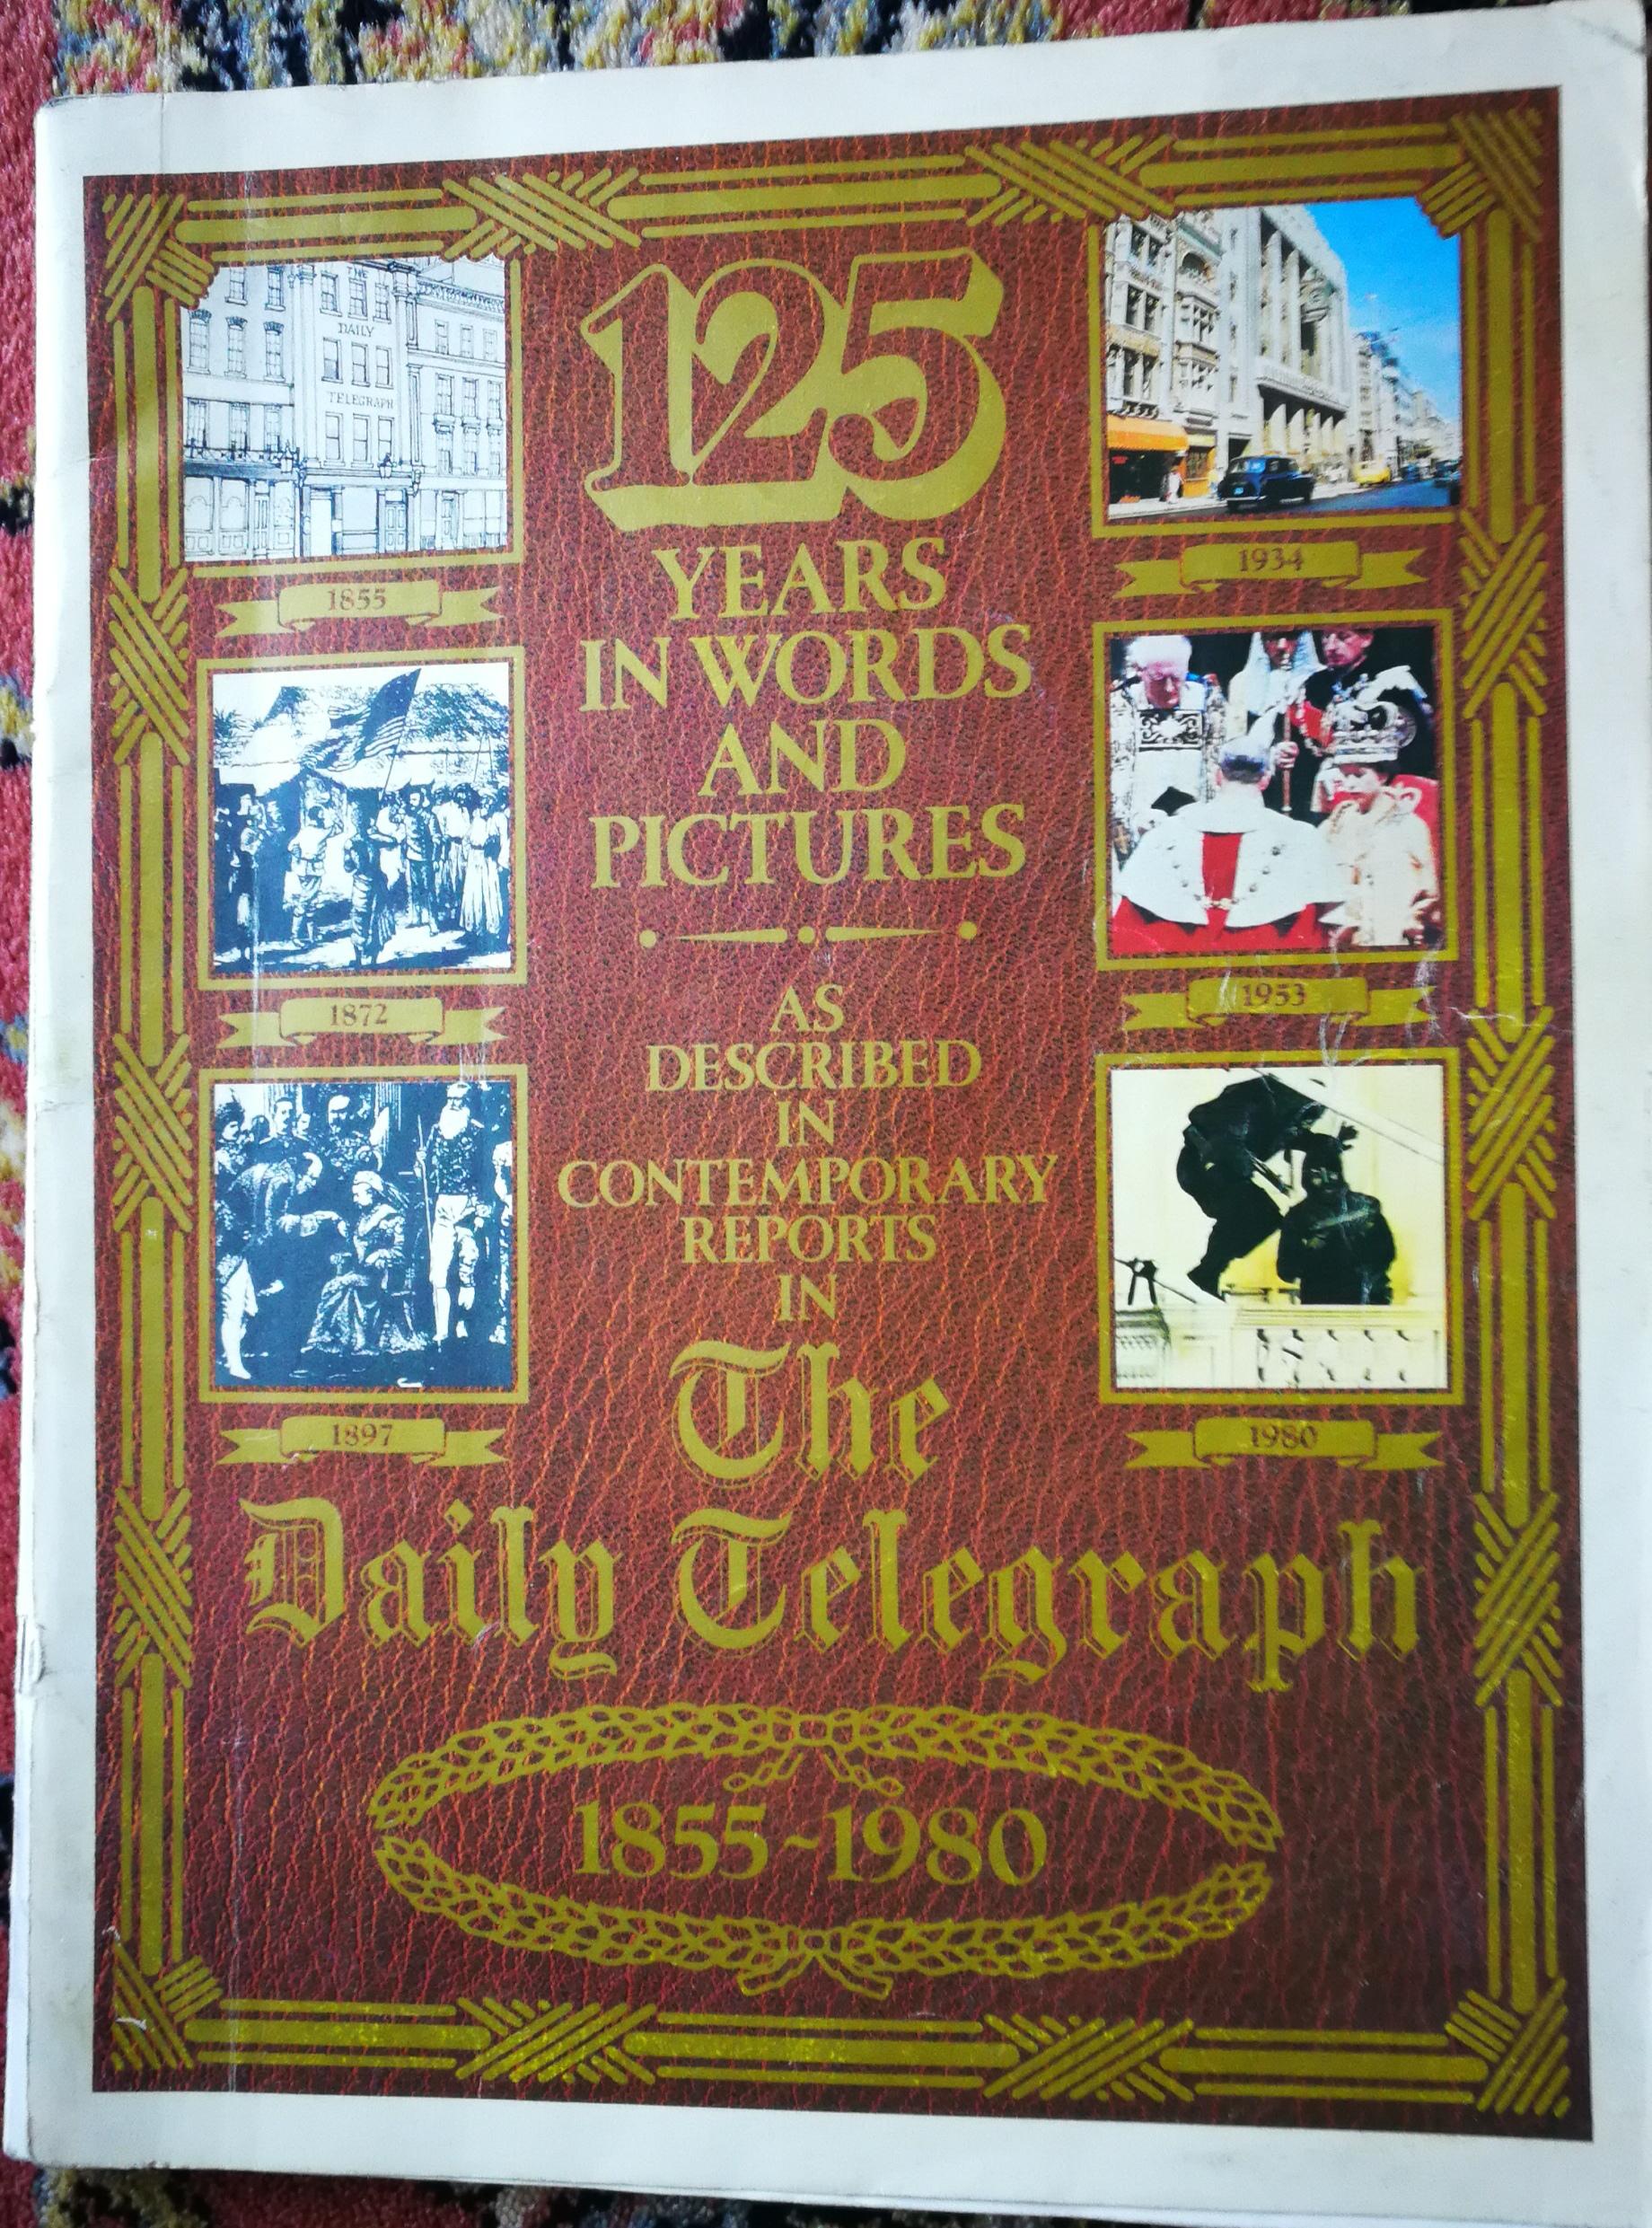 125
YEARS
IN WORDS
AND
PICTURES
AS
DESCRIBED
IN
CONTEMPORARY
REPORTS
IN
The
Daily Telegraph
1855~1980
THE
DAILY
TELEGRAPH
1855
1872
1897
1934
1953
1980